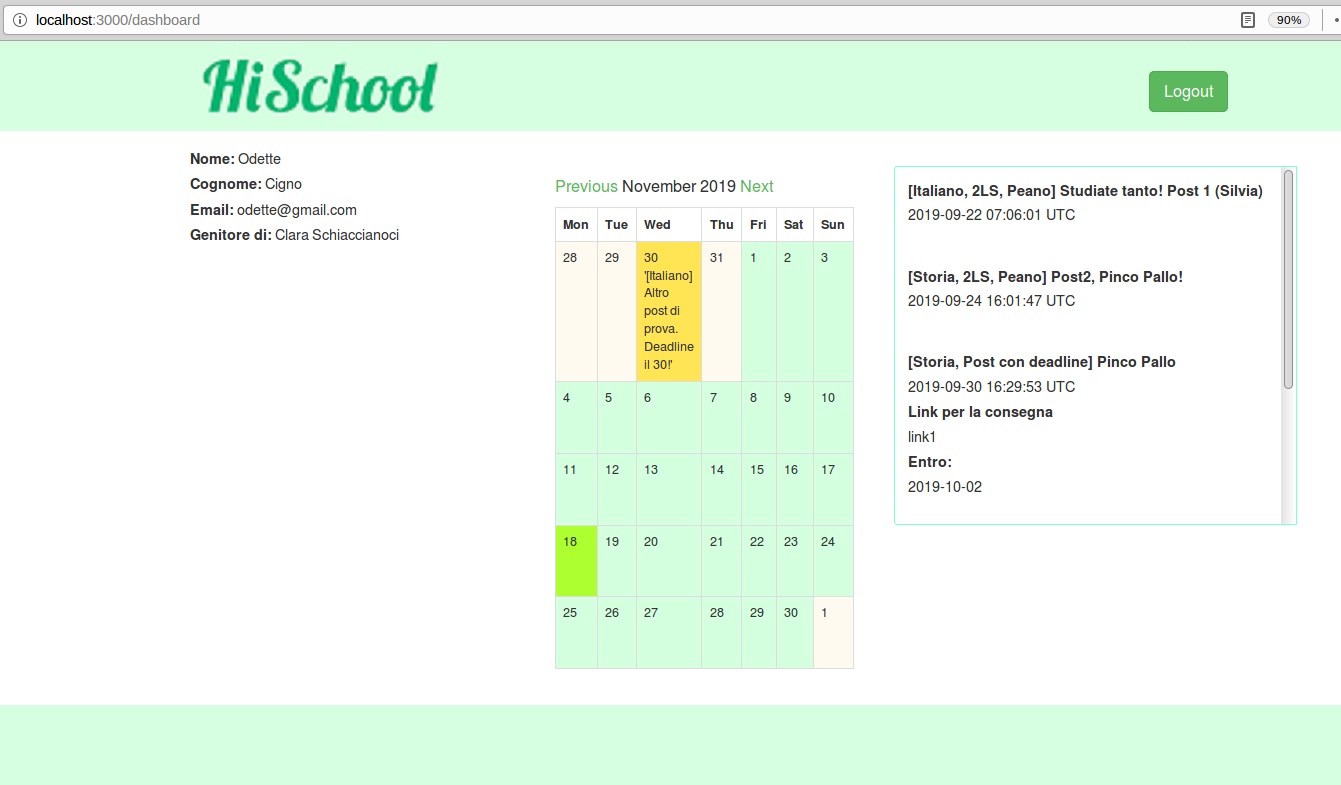 localhost:3000/dashboard
90%
HiSchool
Logout
Nome: Odette
Cognome: Cigno
Email: odette@gmail.com
Genitore di: Clara Schiaccianoci
Previous November 2019 Next
Mon Tue Wed Thu Fri Sat Sun
28 29 30 31 1 2 3
'[Italiano]
Altro
post di
prova.
Deadline
il 30!'
4 5 6 7 8 9 10
11 12 13 14 15 16 17
18 19 20 21 22 23 24
25 26 27 28 29 30 1
[Italiano, 2LS, Peano] Studiate tanto! Post 1 (Silvia)
2019-09-22 07:06:01 UTC
[Storia, 2LS, Peano] Post2, Pinco Pallo!
2019-09-24 16:01:47 UTC
[Storia, Post con deadline] Pinco Pallo
2019-09-30 16:29:53 UTC
Link per la consegna
link1
Entro:
2019-10-02